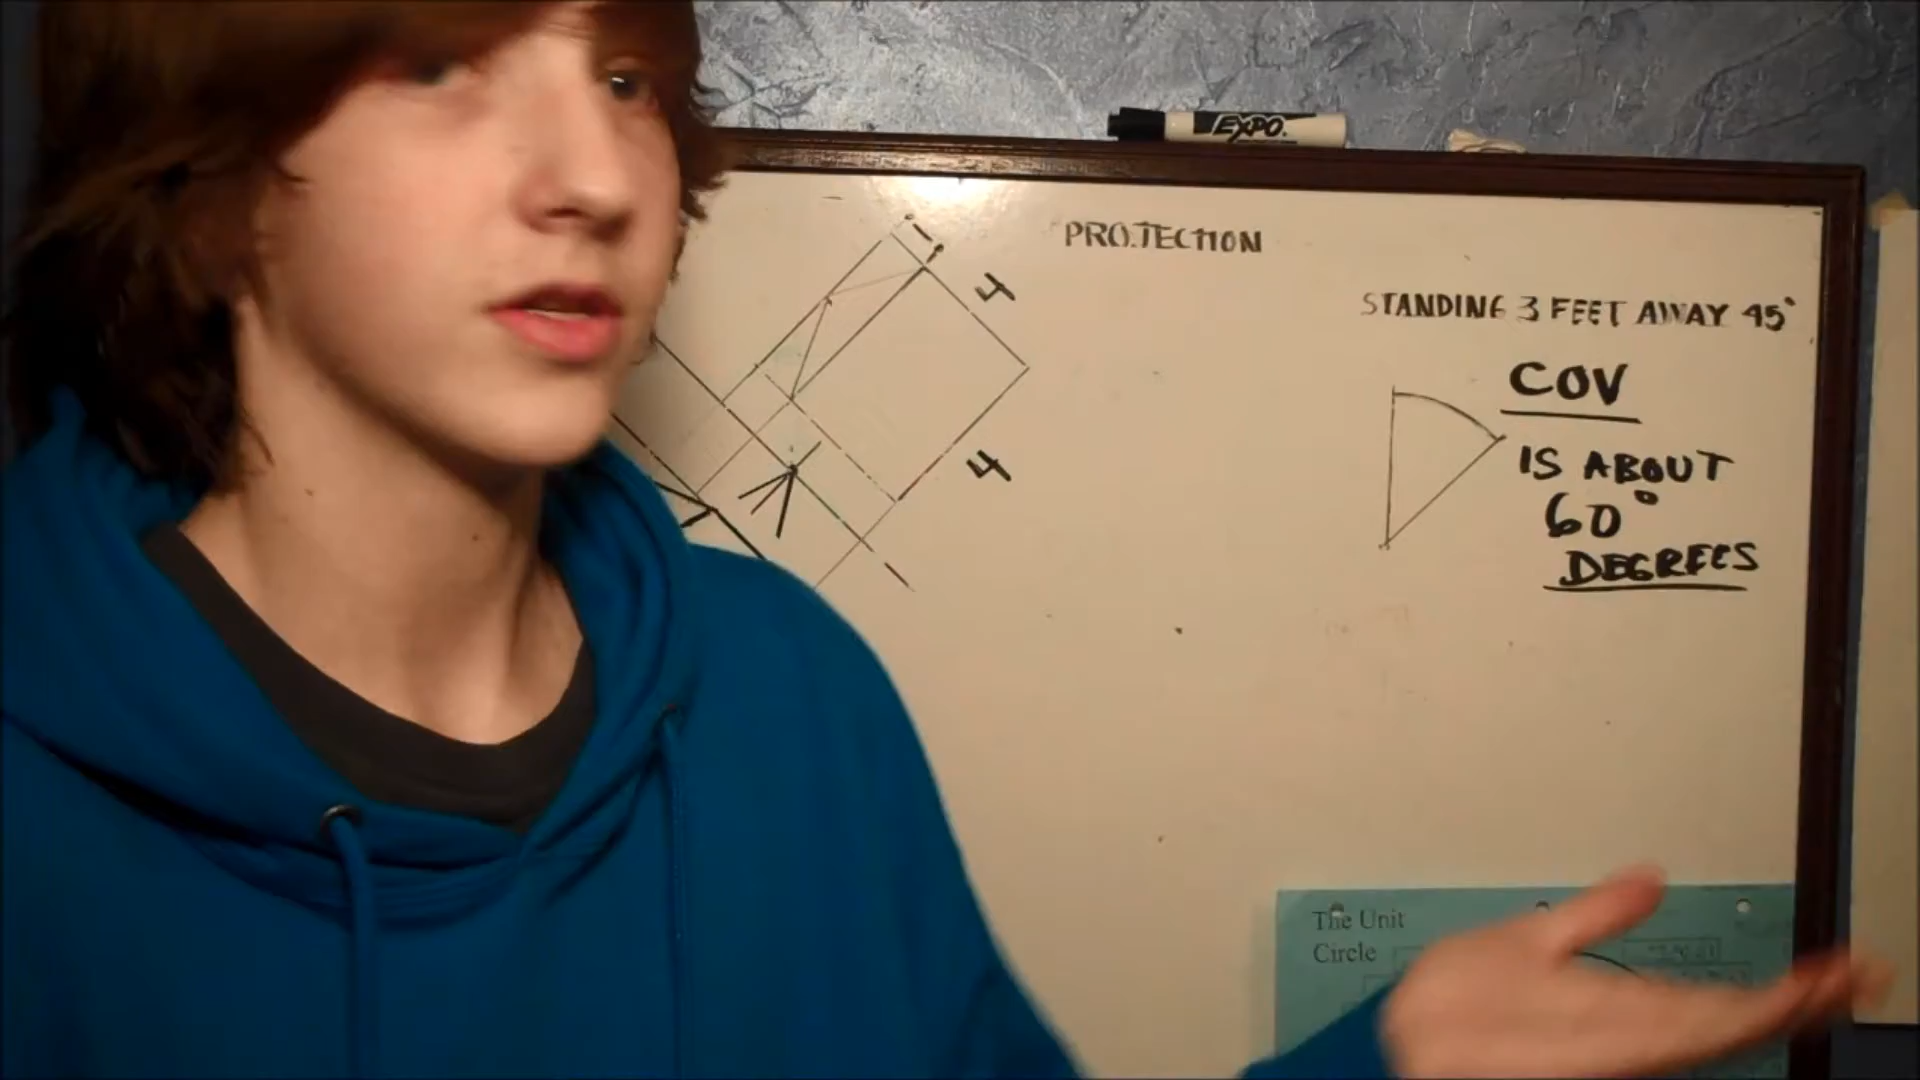 EXPO.
PROJECTION
4
STANDING 3 FEET AWAY 45°
COV
IS ABOUT
4
60°
DEGREES
The Unit
Circle